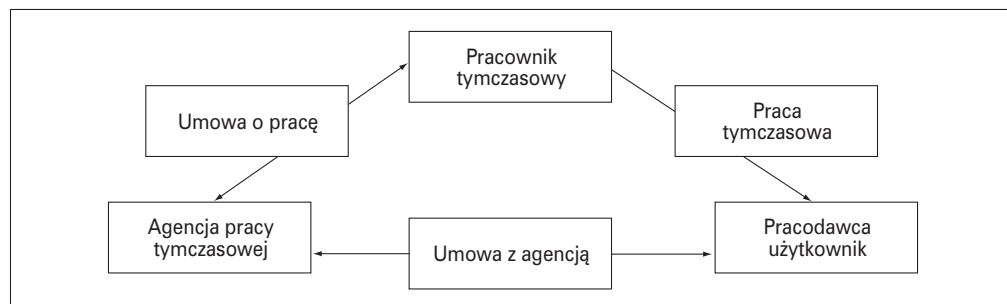 Pracownik
tymczasowy
Umowa o pracę
Praca
tymczasowa
Agencja pracy
tymczasowej
Umowa z agencją
Pracodawca
użytkownik